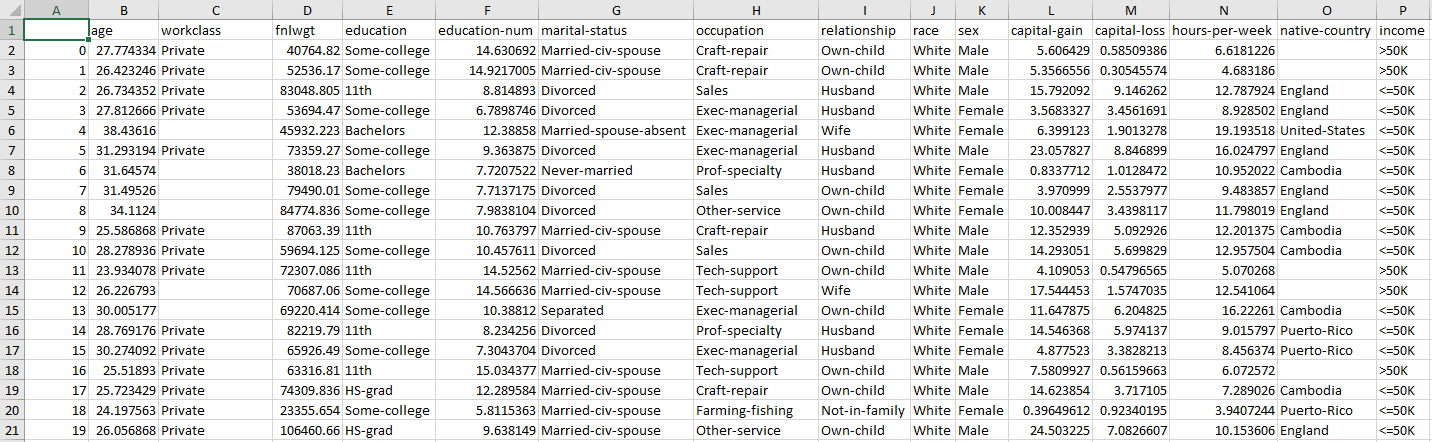 A B C D E F G H I J K L M N O P
1 age workclass fnlwgt education education-num marital-status occupation relationship race sex capital-gain capital-loss hours-per-week native-country income
2 0 27.774334 Private 40764.82 Some-college 14.630692 Married-civ-spouse Craft-repair Own-child White Male 5.606429 0.58509386 6.6181226 >50K
3 1 26.423246 Private 52536.17 Some-college 14.9217005 Married-civ-spouse Craft-repair Own-child White Male 5.3566556 0.30545574 4.683186 >50K
4 2 26.734352 Private 83048.805 11th 8.814893 Divorced Sales Husband White Male 15.792092 9.146262 12.787924 England <=50K
5 3 27.812666 Private 53694.47 Some-college 6.7898746 Divorced Exec-managerial Husband White Female 3.5683327 3.4561691 8.928502 England <=50K
6 4 38.43616 45932.223 Bachelors 12.38858 Married-spouse-absent Exec-managerial Wife White Female 6.399123 1.9013278 19.193518 United-States <=50K
7 5 31.293194 Private 73359.27 Some-college 9.363875 Divorced Exec-managerial Husband White Male 23.057827 8.846899 16.024797 England <=50K
8 6 31.64574 38018.23 Bachelors 7.7207522 Never-married Prof-specialty Husband White Female 0.8337712 1.0128472 10.952022 Cambodia <=50K
9 7 31.49526 79490.01 Some-college 7.7137175 Divorced Sales Own-child White Female 3.970999 2.5537977 9.483857 England <=50K
10 8 34.1124 84774.836 Some-college 7.9838104 Divorced Other-service Own-child White Female 10.008447 3.4398117 11.798019 England <=50K
11 9 25.586868 Private 87063.39 11th 10.763797 Married-civ-spouse Craft-repair Husband White Male 12.352939 5.092926 12.201375 Cambodia <=50K
12 10 28.278936 Private 59694.125 Some-college 10.457611 Divorced Sales Own-child White Male 14.293051 5.699829 12.957504 Cambodia <=50K
13 11 23.934078 Private 72307.086 11th 14.52562 Married-civ-spouse Tech-support Own-child White Male 4.109053 0.54796565 5.070268 >50K
14 12 26.226793 70687.06 Some-college 14.566636 Married-civ-spouse Tech-support Wife White Male 17.544453 1.5747035 12.541064 >50K
15 13 30.005177 69220.414 Some-college 10.38812 Separated Exec-managerial Own-child White Female 11.647875 6.204825 16.22261 Cambodia <=50K
16 14 28.769176 Private 82219.79 11th 8.234256 Divorced Prof-specialty Husband White Female 14.546368 5.974137 9.015797 Puerto-Rico <=50K
17 15 30.274092 Private 65926.49 Some-college 7.3043704 Divorced Exec-managerial Husband White Female 4.877523 3.3828213 8.456374 Puerto-Rico <=50K
18 16 25.51893 Private 63316.81 11th 15.034377 Married-civ-spouse Tech-support Own-child White Male 7.5809927 0.56159663 6.072572 >50K
19 17 25.723429 Private 74309.836 HS-grad 12.289584 Married-civ-spouse Craft-repair Own-child White Male 14.623854 3.717105 7.289026 Cambodia <=50K
20 18 24.197563 Private 23355.654 Some-college 5.8115363 Married-civ-spouse Farming-fishing Not-in-family White Female 0.39649612 0.92340195 3.9407244 Puerto-Rico <=50K
21 19 26.056868 Private 106460.66 HS-grad 9.638149 Married-civ-spouse Other-service Own-child White Male 24.503225 7.0826607 10.153606 England <=50K